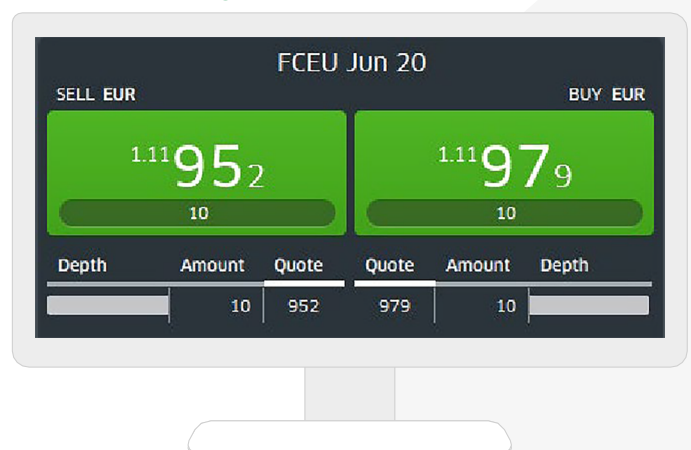 FCEU Jun 20
SELL EUR BUY EUR
1.11952 1.11979
10 10
Depth Amount Quote Quote Amount Depth
10 952 979 10